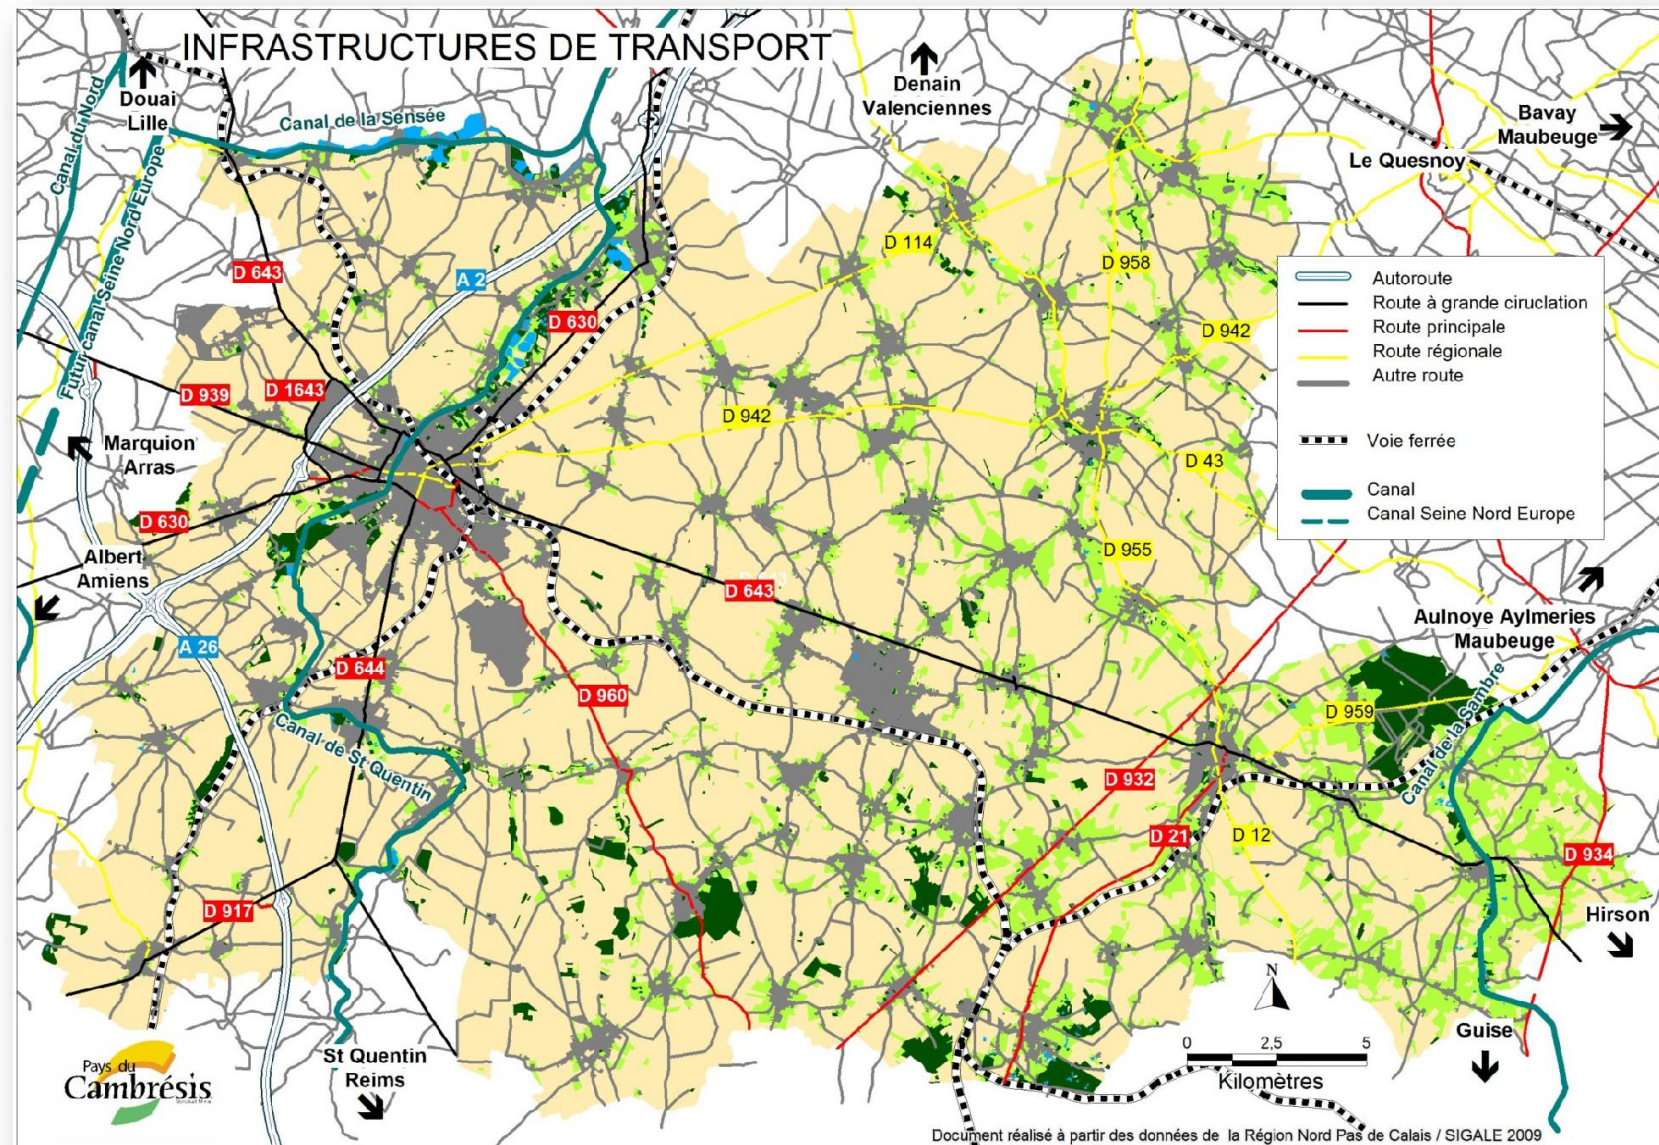 INFRASTRUCTURES DE TRANSPORT
Douai
Lille
Canal du Nord
Canal de la Sensée
Futur canal Seine Nord Europe
Denain
Valenciennes
Bavay
Maubeuge
Le Quesnoy
D 643
A 2
D 630
D 114
D 958
D 942
D 939
D 1643
D 942
D 43
Marquion
Arras
D 630
D 955
Albert
Amiens
D 643
A 26
D 644
D 960
Aulnoye Aylmeries
Maubeuge
D 959
Canal de la Sambre
Canal de St Quentin
D 932
D 21
D 12
D 934
D 917
Hirson
Guise
St Quentin
Reims
Autoroute
Route à grande ciruclation
Route principale
Route régionale
Autre route
Voie ferrée
Canal
Canal Seine Nord Europe
N
0 2,5 5
Kilomètres
Pays du
Cambrésis
Document réalisé à partir des données de la Région Nord Pas de Calais / SIGALE 2009